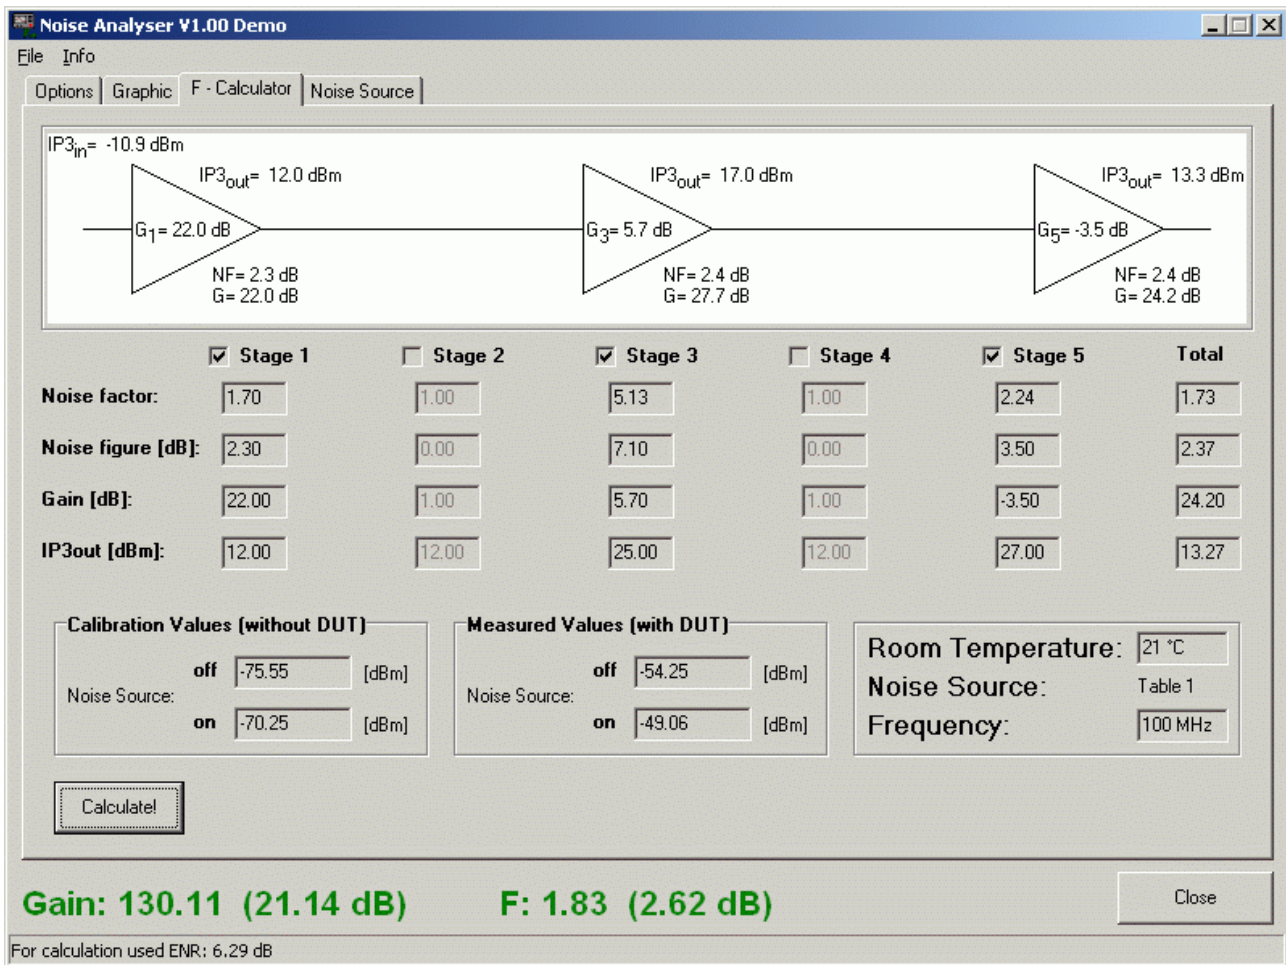 Noise Analyser V1.00 Demo
File Info
Options Graphic F - Calculator Noise Source
IP3in= -10.9 dBm
IP3out= 12.0 dBm IP3out= 17.0 dBm IP3out= 13.3 dBm
G1= 22.0 dB G3= 5.7 dB G5= -3.5 dB
NF= 2.3 dB NF= 2.4 dB NF= 2.4 dB
G= 22.0 dB G= 27.7 dB G= 24.2 dB
Stage 1 Stage 2 Stage 3 Stage 4 Stage 5 Total
Noise factor: 1.70 1.00 5.13 1.00 2.24 1.73
Noise figure [dB]: 2.30 0.00 7.10 0.00 3.50 2.37
Gain [dB]: 22.00 1.00 5.70 1.00 -3.50 24.20
IP3out [dBm]: 12.00 12.00 25.00 12.00 27.00 13.27
Calibration Values (without DUT)
Noise Source:
off -75.55 [dBm]
on -70.25 [dBm]
Measured Values (with DUT)
Noise Source:
off -54.25 [dBm]
on -49.06 [dBm]
Room Temperature: 21 °C
Noise Source: Table 1
Frequency: 100 MHz
Calculate!
Gain: 130.11 (21.14 dB) F: 1.83 (2.62 dB)
Close
For calculation used ENR: 6.29 dB